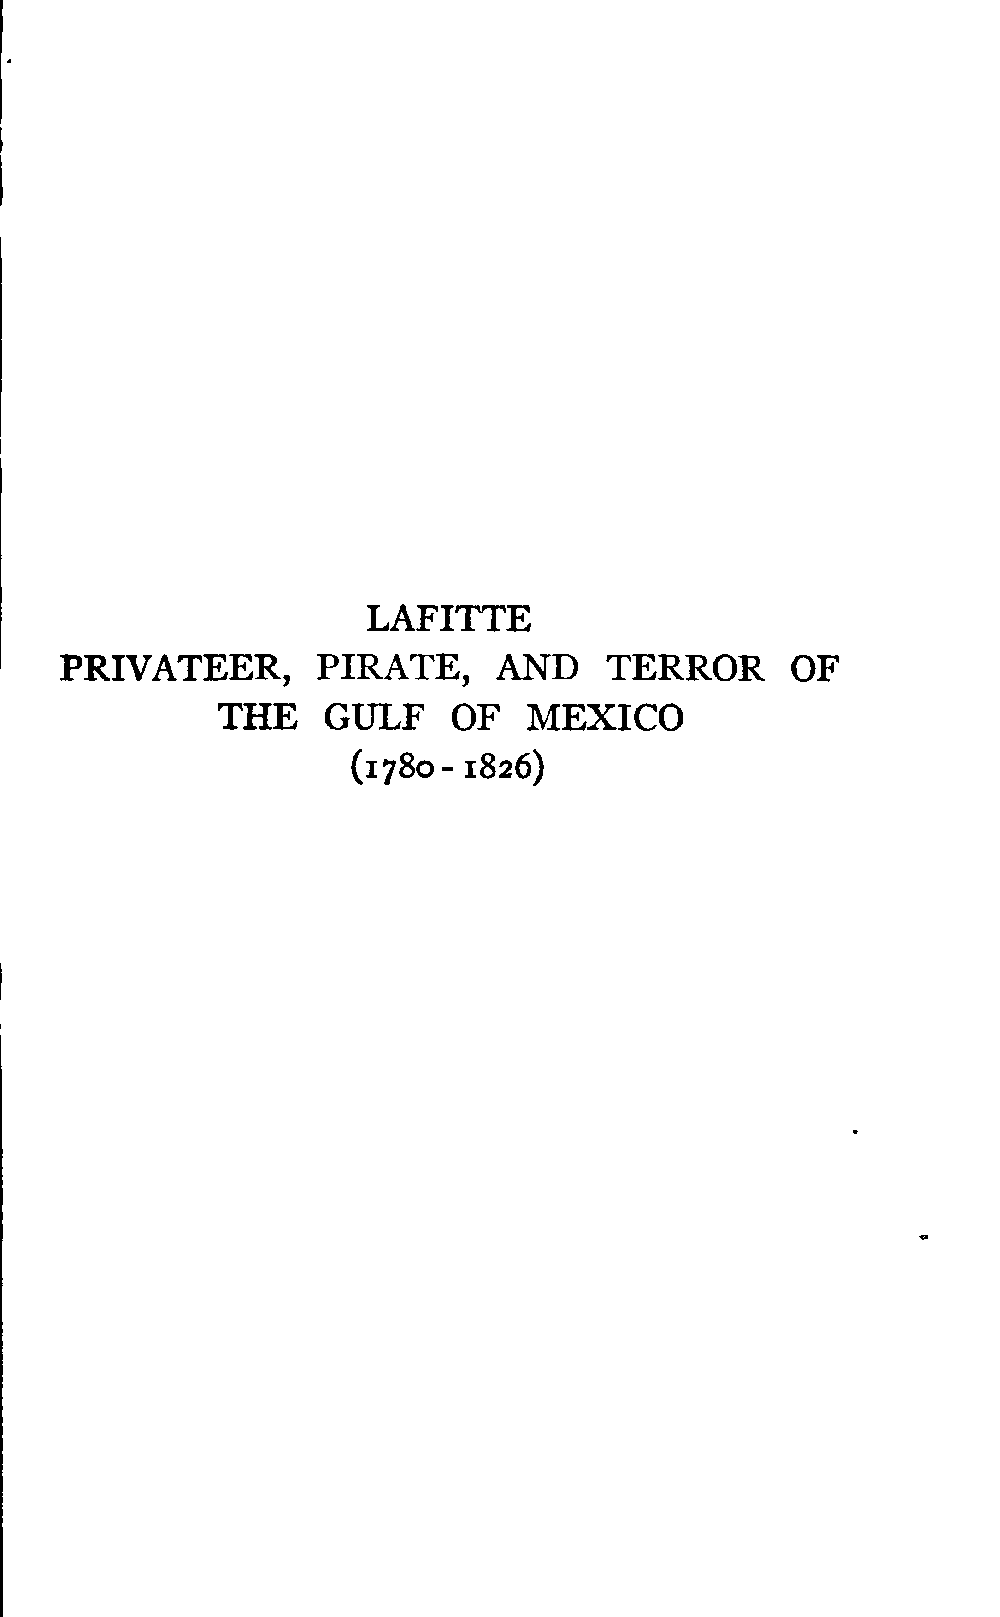 LAFITTE
PRIVATEER, PIRATE, AND TERROR OF
THE GULF OF MEXICO
(1780 - 1826)